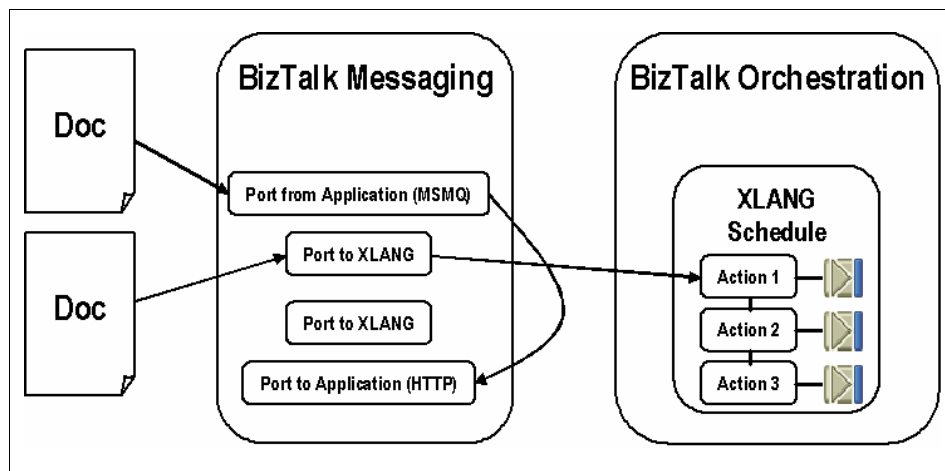 Doc
Doc
BizTalk Messaging
Port from Application (MSMQ)
Port to XLANG
Port to XLANG
Port to Application (HTTP)
BizTalk Orchestration
XLANG
Schedule
Action 1
Action 2
Action 3